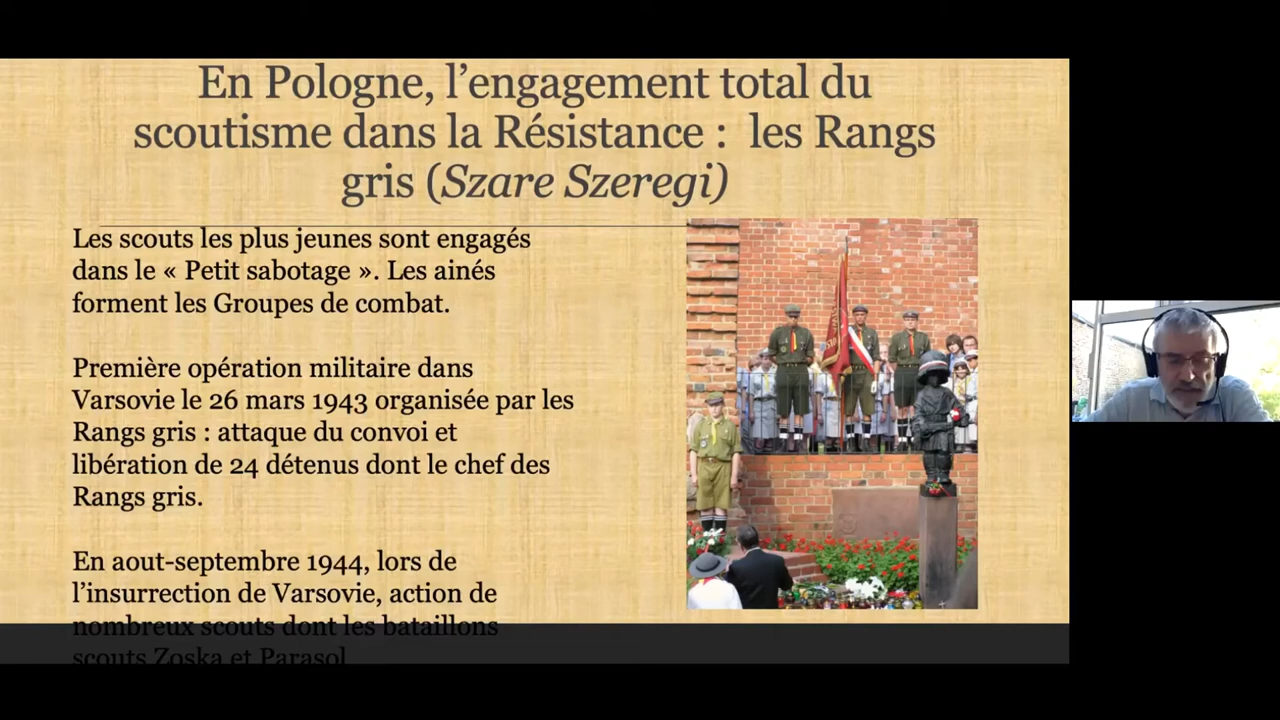 En Pologne, l’engagement total du
scoutisme dans la Résistance : les Rangs
gris (Szare Szeregi)
Les scouts les plus jeunes sont engagés
dans le « Petit sabotage ». Les ainés
forment les Groupes de combat.
Première opération militaire dans
Varsovie le 26 mars 1943 organisée par les
Rangs gris : attaque du convoi et
libération de 24 détenus dont le chef des
Rangs gris.
En aout-septembre 1944, lors de
l’insurrection de Varsovie, action de
nombreux scouts dont les bataillons
scouts Zoska et Parasol